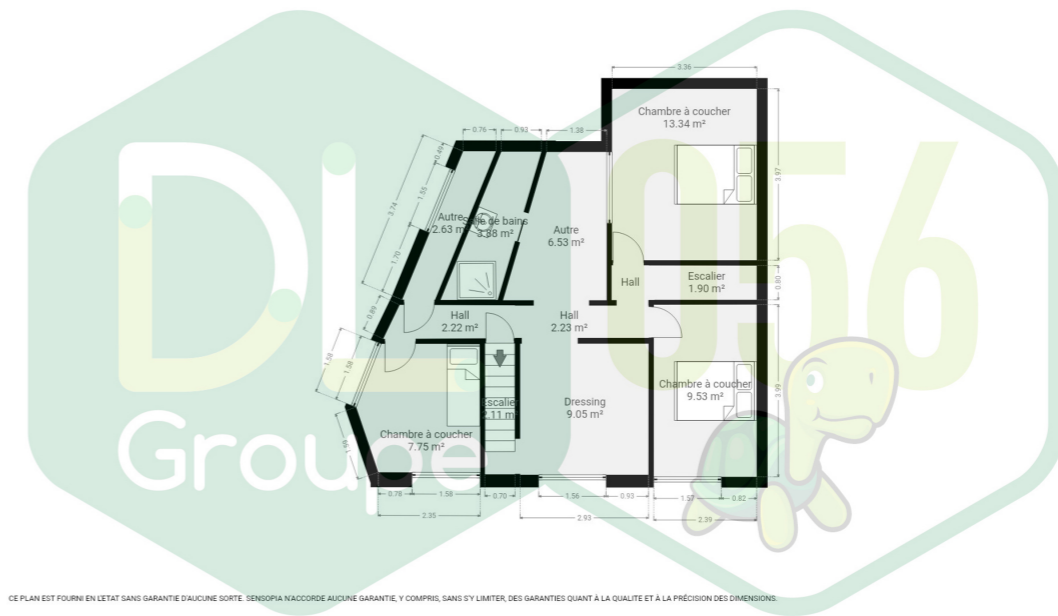 3.36
Chambre à coucher
13.34 m²
0.76
0.93
1.38
0.49
1.55
3.74
3.97
Autre
2.63 m²
Salle de bains
3.88 m²
Autre
6.53 m²
1.70
Hall
Escalier
1.90 m²
0.80
0.89
Hall
2.22 m²
Hall
2.23 m²
1.58
1.58
Chambre à coucher
9.53 m²
3.99
Escalier
2.11 m²
Dressing
9.05 m²
Chambre à coucher
7.75 m²
0.78
1.58
0.70
1.56
0.93
1.57
0.82
2.35
2.93
2.39
DL
Groupe
056
CE PLAN EST FOURNI EN L'ETAT SANS GARANTIE D'AUCUNE SORTE. SENSOPIA N'ACCORDE AUCUNE GARANTIE, Y COMPRIS, SANS S'Y LIMITER, DES GARANTIES QUANT À LA QUALITE ET À LA PRÉCISION DES DIMENSIONS.